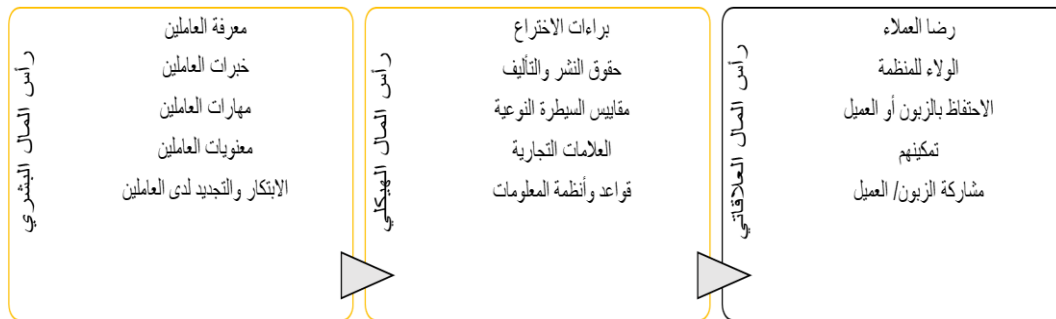 رأس المال البشري
معرفة العاملين
خبرات العاملين
مهارات العاملين
معنويات العاملين
الابتكار والتجديد لدى العاملين
رأس المال الهيكلي
براءات الاختراع
حقوق النشر والتأليف
مقاييس السيطرة النوعية
العلامات التجارية
قواعد وأنظمة المعلومات
رأس المال العلاقاتي
رضا العملاء
الولاء للمنظمة
الاحتفاظ بالزبون أو العميل
تمكينهم
مشاركة الزبون/ العميل